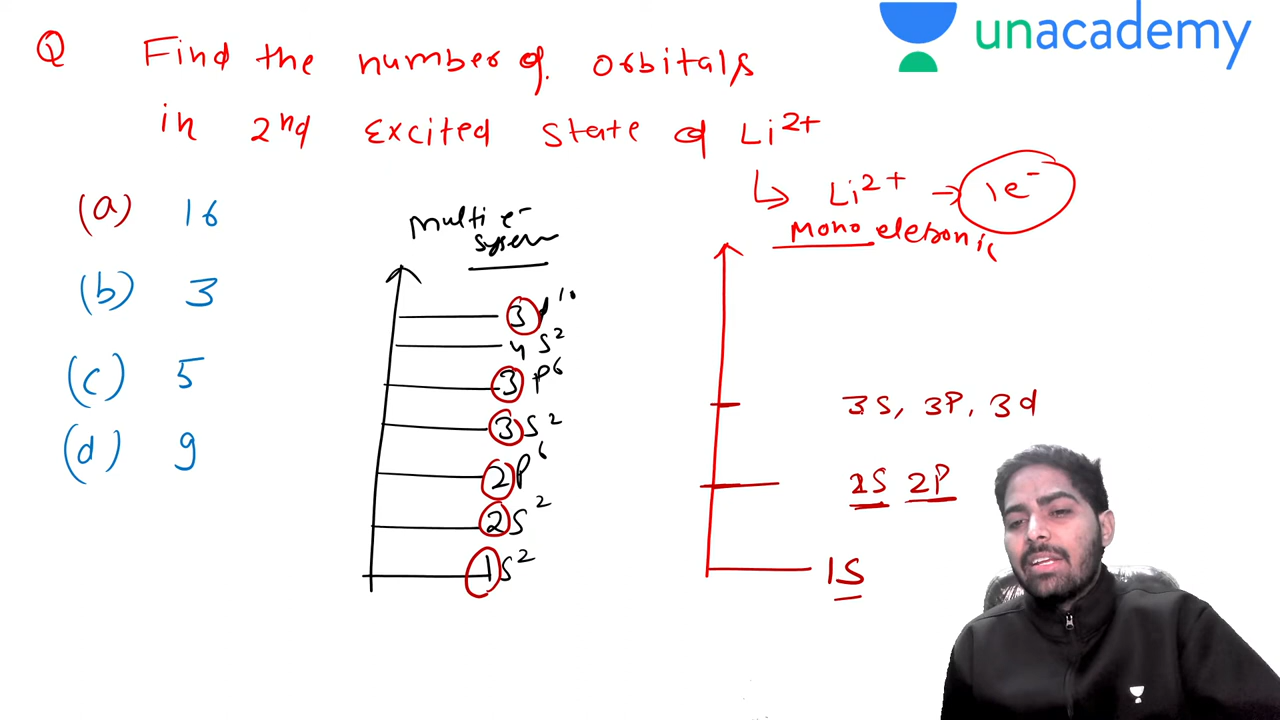 unacademy
Q Find the number of orbitals
in 2nd Excited state of Li²⁺
↳ Li²⁺ → 1e⁻
Mono
(a) 16
(b) 3
(c) 5
(d) 9
Multi e⁻
system
3d¹⁰
4s²
3p⁶
3s²
2p⁶
2s²
1s²
3s, 3p, 3d
2s 2p
1s